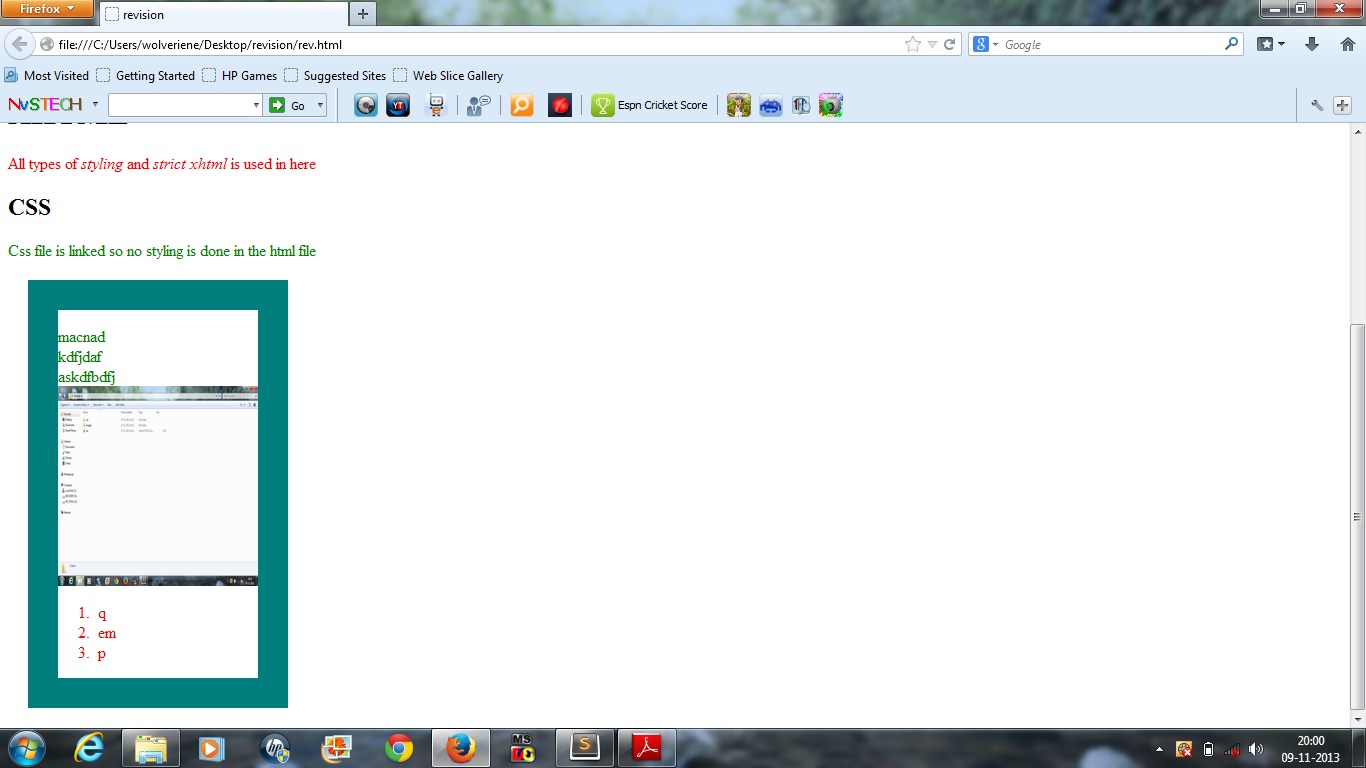 Firefox
revision
file:///C:/Users/wolveriene/Desktop/revision/rev.html
Google
Most Visited Getting Started HP Games Suggested Sites Web Slice Gallery
NvSTECH Go YT Espn Cricket Score
All types of styling and strict xhtml is used in here
CSS
Css file is linked so no styling is done in the html file
macnad
kdfjdaf
askdfbdfj
1. q
2. em
3. p
20:00
09-11-2013